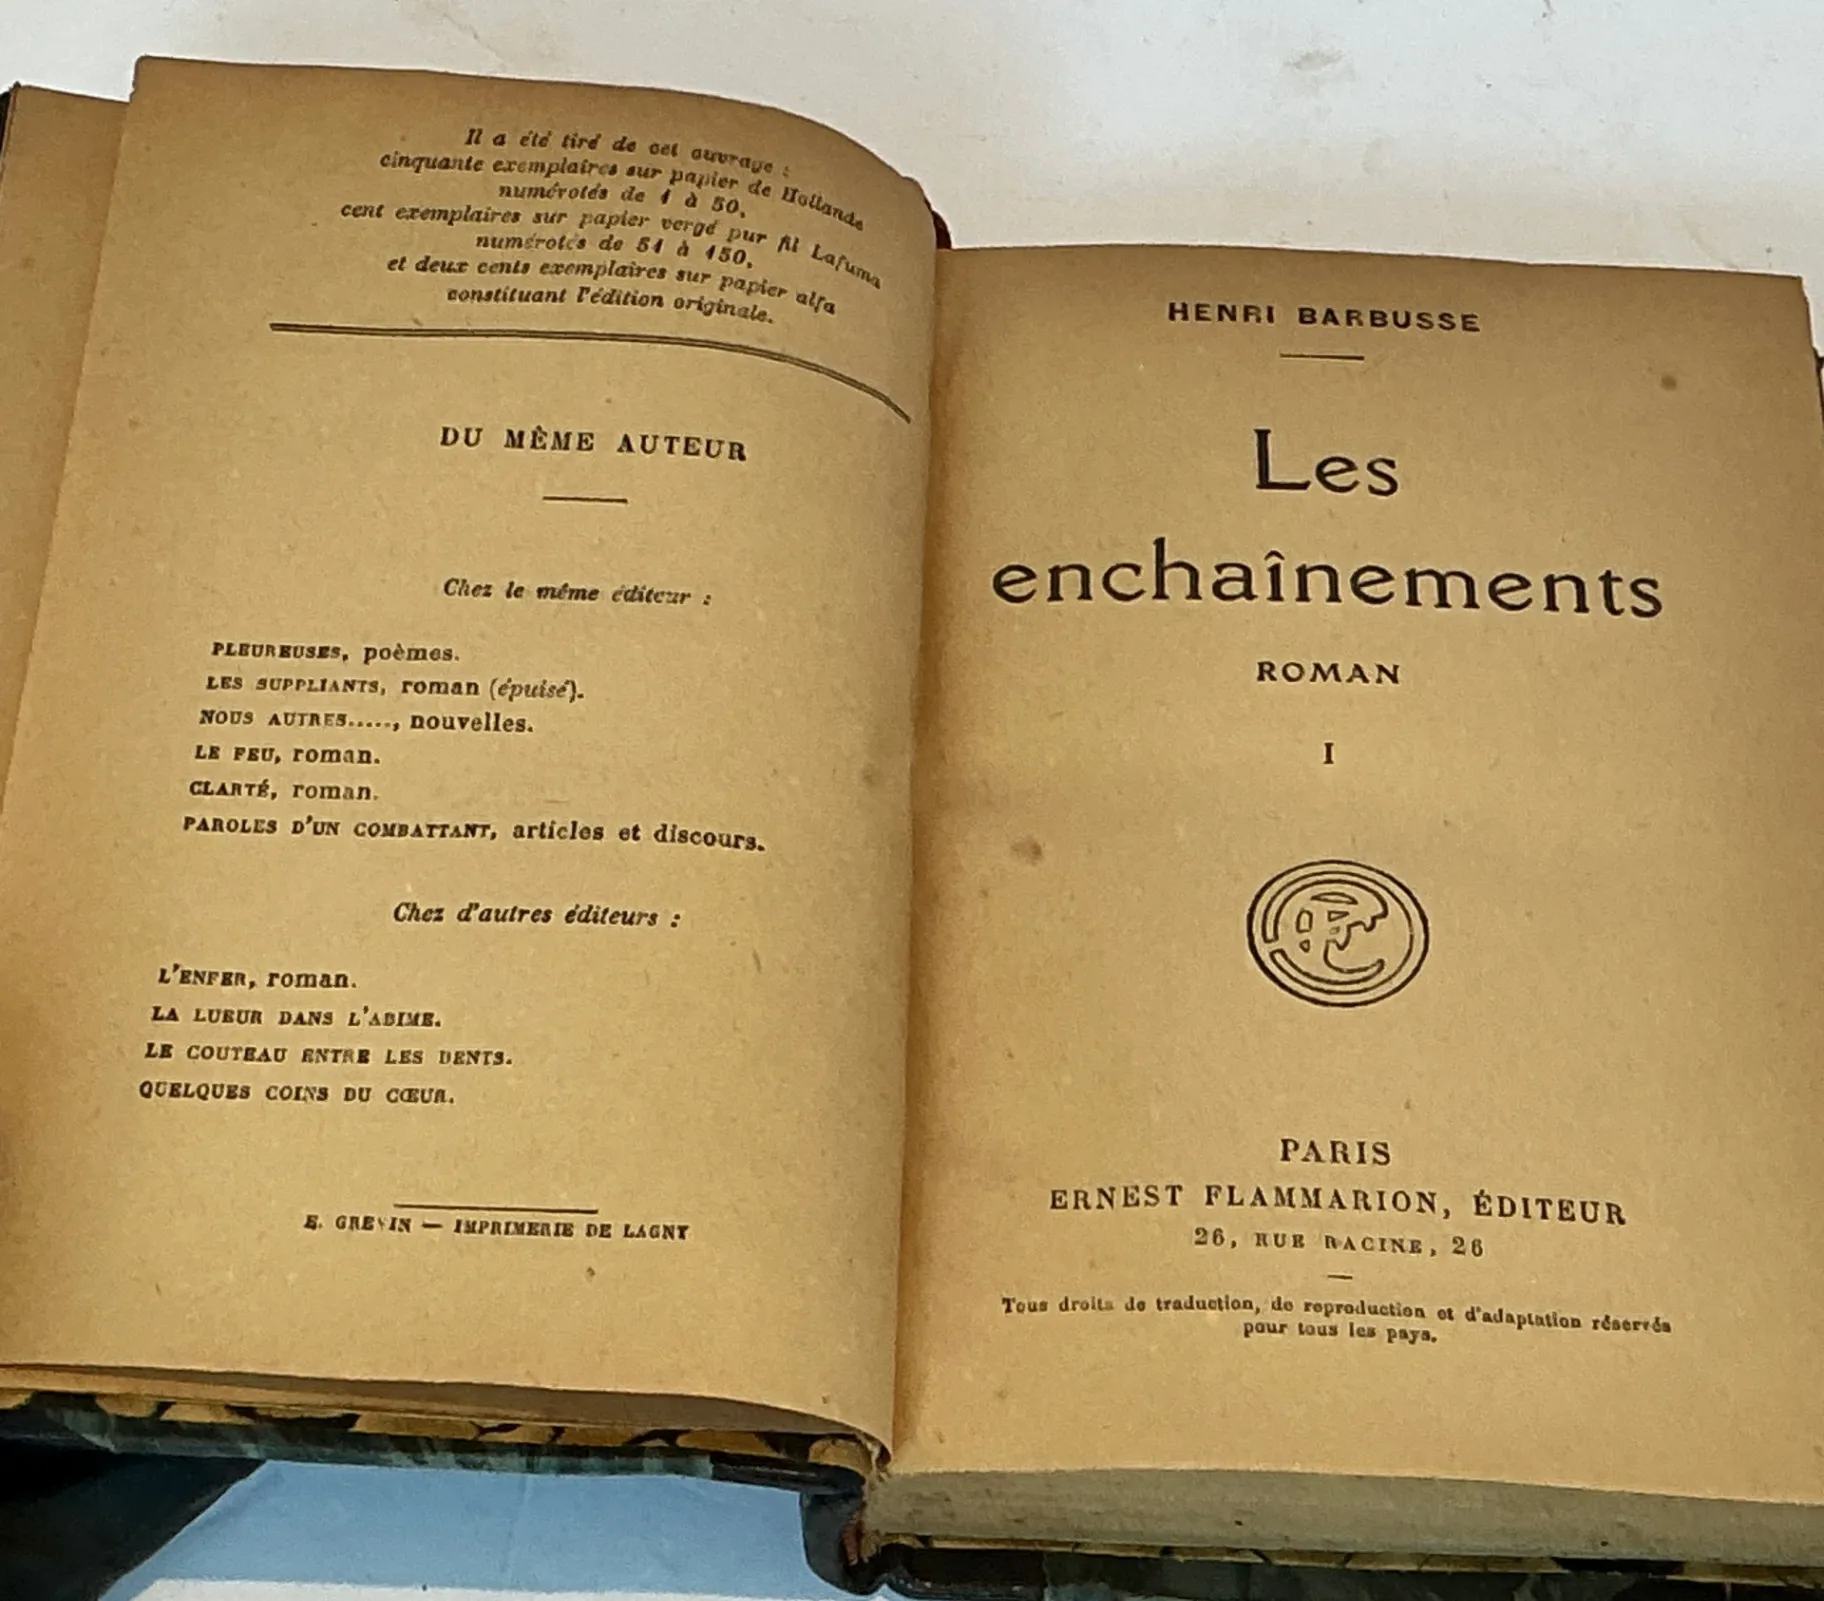 Il a été tiré de cet ouvrage :
cinquante exemplaires sur papier de Hollande
numérotés de 1 à 50,
cent exemplaires sur papier vergé pur fil Lafuma
numérotés de 51 à 150,
et deux cents exemplaires sur papier alfa
constituant l'édition originale.
DU MÊME AUTEUR
Chez le même éditeur :
PLEUREUSES, poèmes.
LES SUPPLIANTS, roman (épuisé).
NOUS AUTRES....., nouvelles.
LE FEU, roman.
CLARTÉ, roman.
PAROLES D'UN COMBATTANT, articles et discours.
Chez d'autres éditeurs :
L'ENFER, roman.
LA LUEUR DANS L'ABIME.
LE COUTEAU ENTRE LES DENTS.
QUELQUES COINS DU CŒUR.
E. GREVIN — IMPRIMERIE DE LAGNY
HENRI BARBUSSE
Les
enchaînements
ROMAN
I
PARIS
ERNEST FLAMMARION, ÉDITEUR
26, RUE RACINE, 26
Tous droits de traduction, de reproduction et d'adaptation réservés
pour tous les pays.